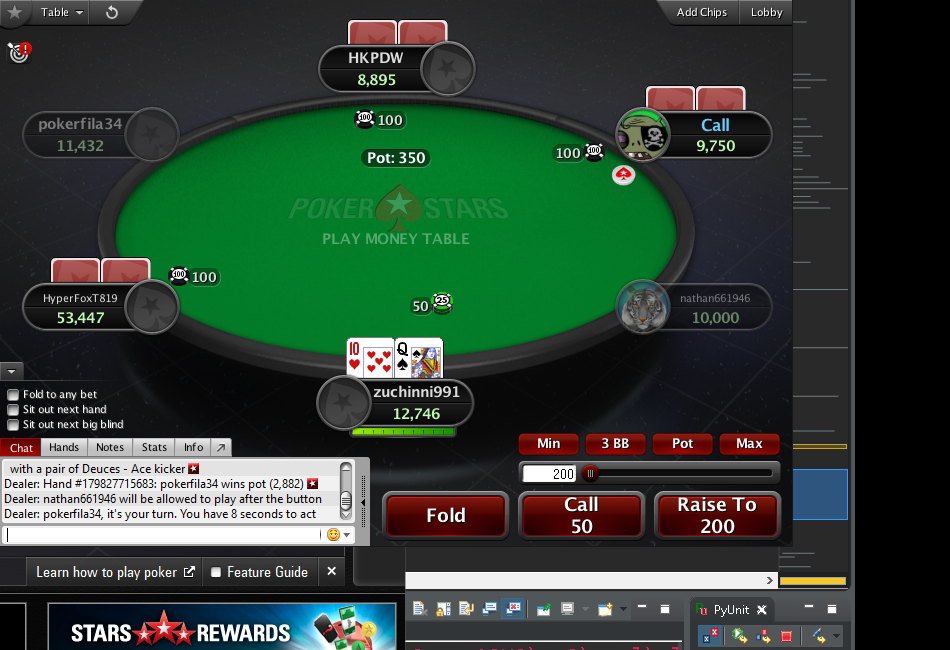 Table
Add Chips
Lobby
HKPDW
8,895
pokerfila34
11,432
Call
9,750
100
100
Pot: 350
100
POKER STARS
PLAY MONEY TABLE
100
100
HyperFoxT819
53,447
50
25
nathan661946
10,000
10
Q
zuchinni991
12,746
Fold to any bet
Sit out next hand
Sit out next big blind
Min
3 BB
Pot
Max
Chat
Hands
Notes
Stats
Info
200
with a pair of Deuces - Ace kicker
Dealer: Hand #179827715683: pokerfila34 wins pot (2,882)
Dealer: nathan661946 will be allowed to play after the button
Dealer: pokerfila34, it's your turn. You have 8 seconds to act
Fold
Call
50
Raise To
200
Learn how to play poker
Feature Guide
STARS REWARDS
PyUnit